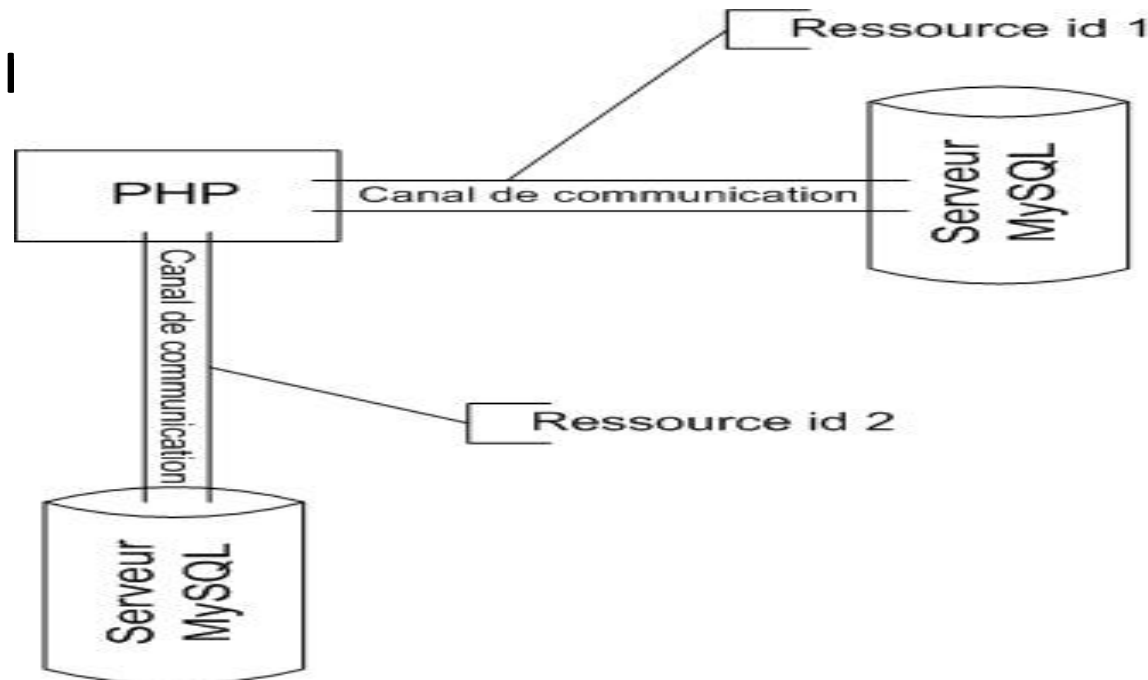 Ressource id 1
PHP
Canal de communication
Serveur
MySQL
Canal de communication
Ressource id 2
Serveur
MySQL